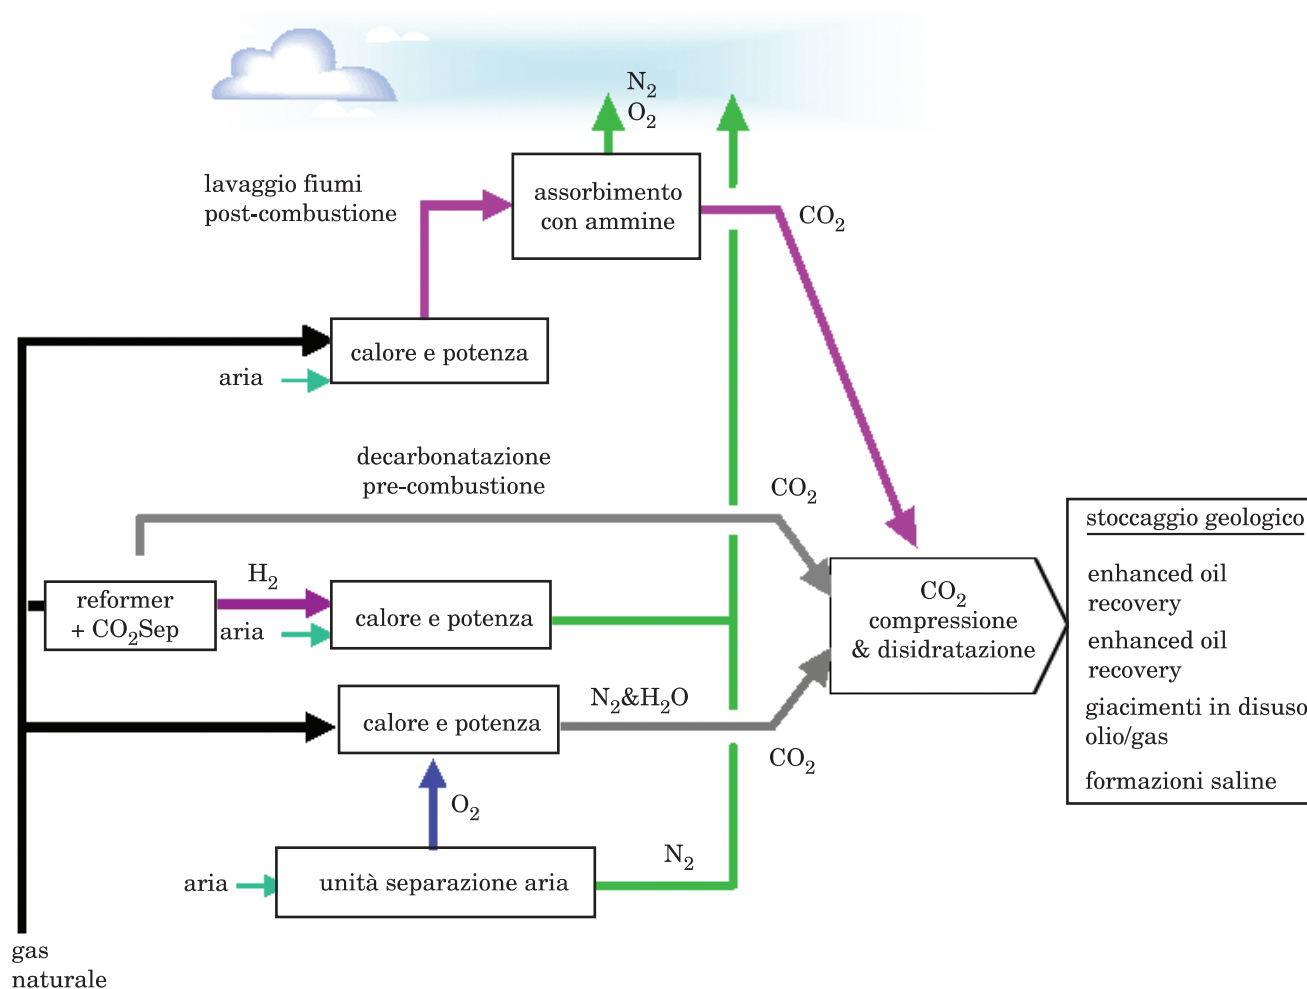 N₂
O₂
lavaggio fiumi
post-combustione
assorbimento
con ammine
CO₂
calore e potenza
aria
decarbonatazione
pre-combustione
CO₂
stoccaggio geologico
enhanced oil
recovery
enhanced oil
recovery
giacimenti in disuso
olio/gas
formazioni saline
H₂
reformer
+ CO₂Sep
aria
calore e potenza
CO₂
compressione
& disidratazione
N₂&H₂O
calore e potenza
CO₂
O₂
N₂
aria
unità separazione aria
gas
naturale